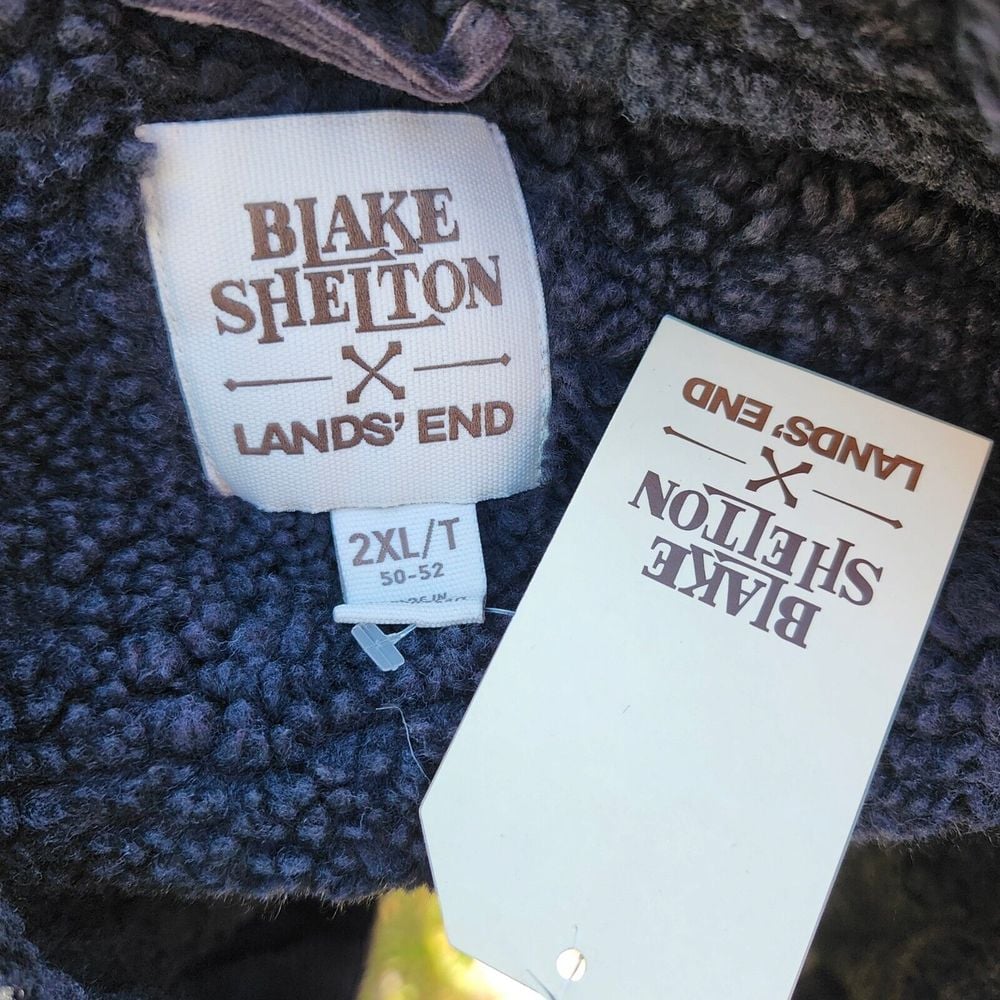 BLAKE
SHELTON
LANDS' END
2XL/T
50-52
BLAKE
SHELTON
LANDS' END